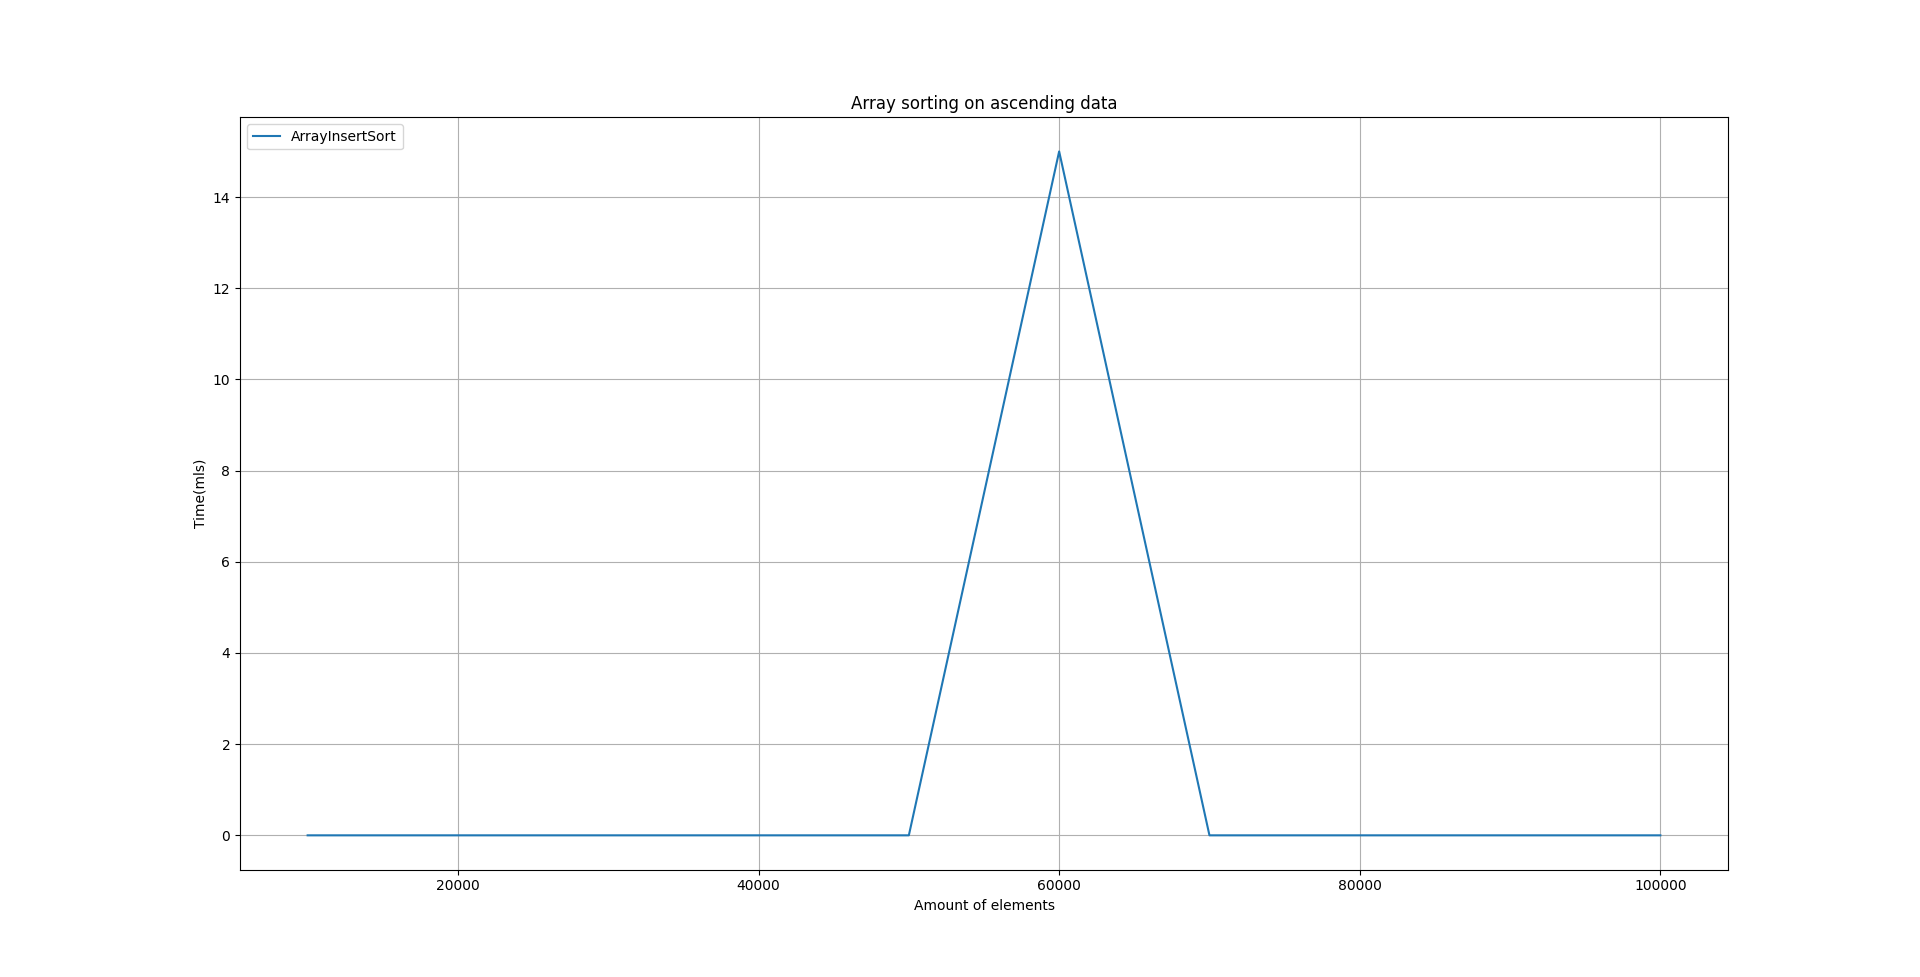 Array sorting on ascending data
ArrayInsertSort
14
12
10
8
6
4
2
0
Time(mls)
20000 40000 60000 80000 100000
Amount of elements